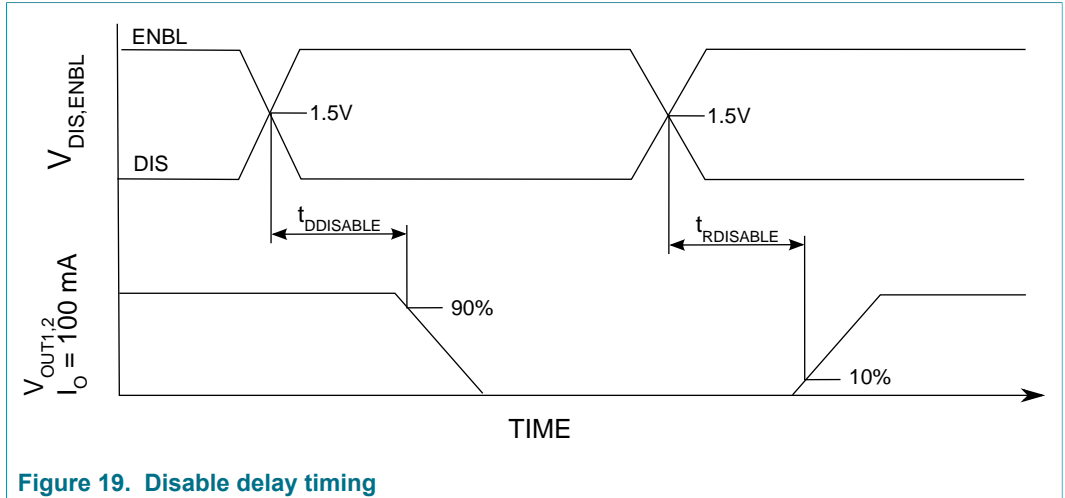 ENBL
1.5V
1.5V
V_DIS,ENBL
DIS
t_DDISABLE
t_RDISABLE
90%
10%
V_OUT1,2
I_O = 100 mA
TIME
Figure 19. Disable delay timing